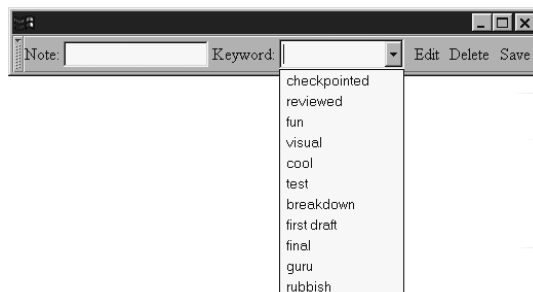 Note: Keyword: Edit Delete Save
checkpointed
reviewed
fun
visual
cool
test
breakdown
first draft
final
guru
rubbish